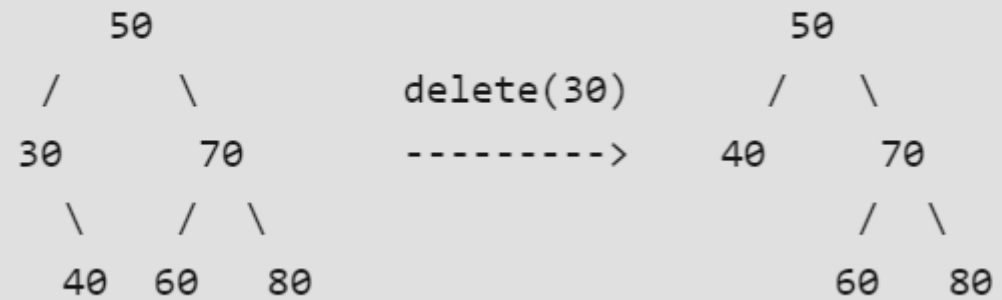 50                            50
           /     \         delete(30)      /   \
          30      70       --------->    40     70
            \    /  \                          /  \
            40  60   80                       60   80